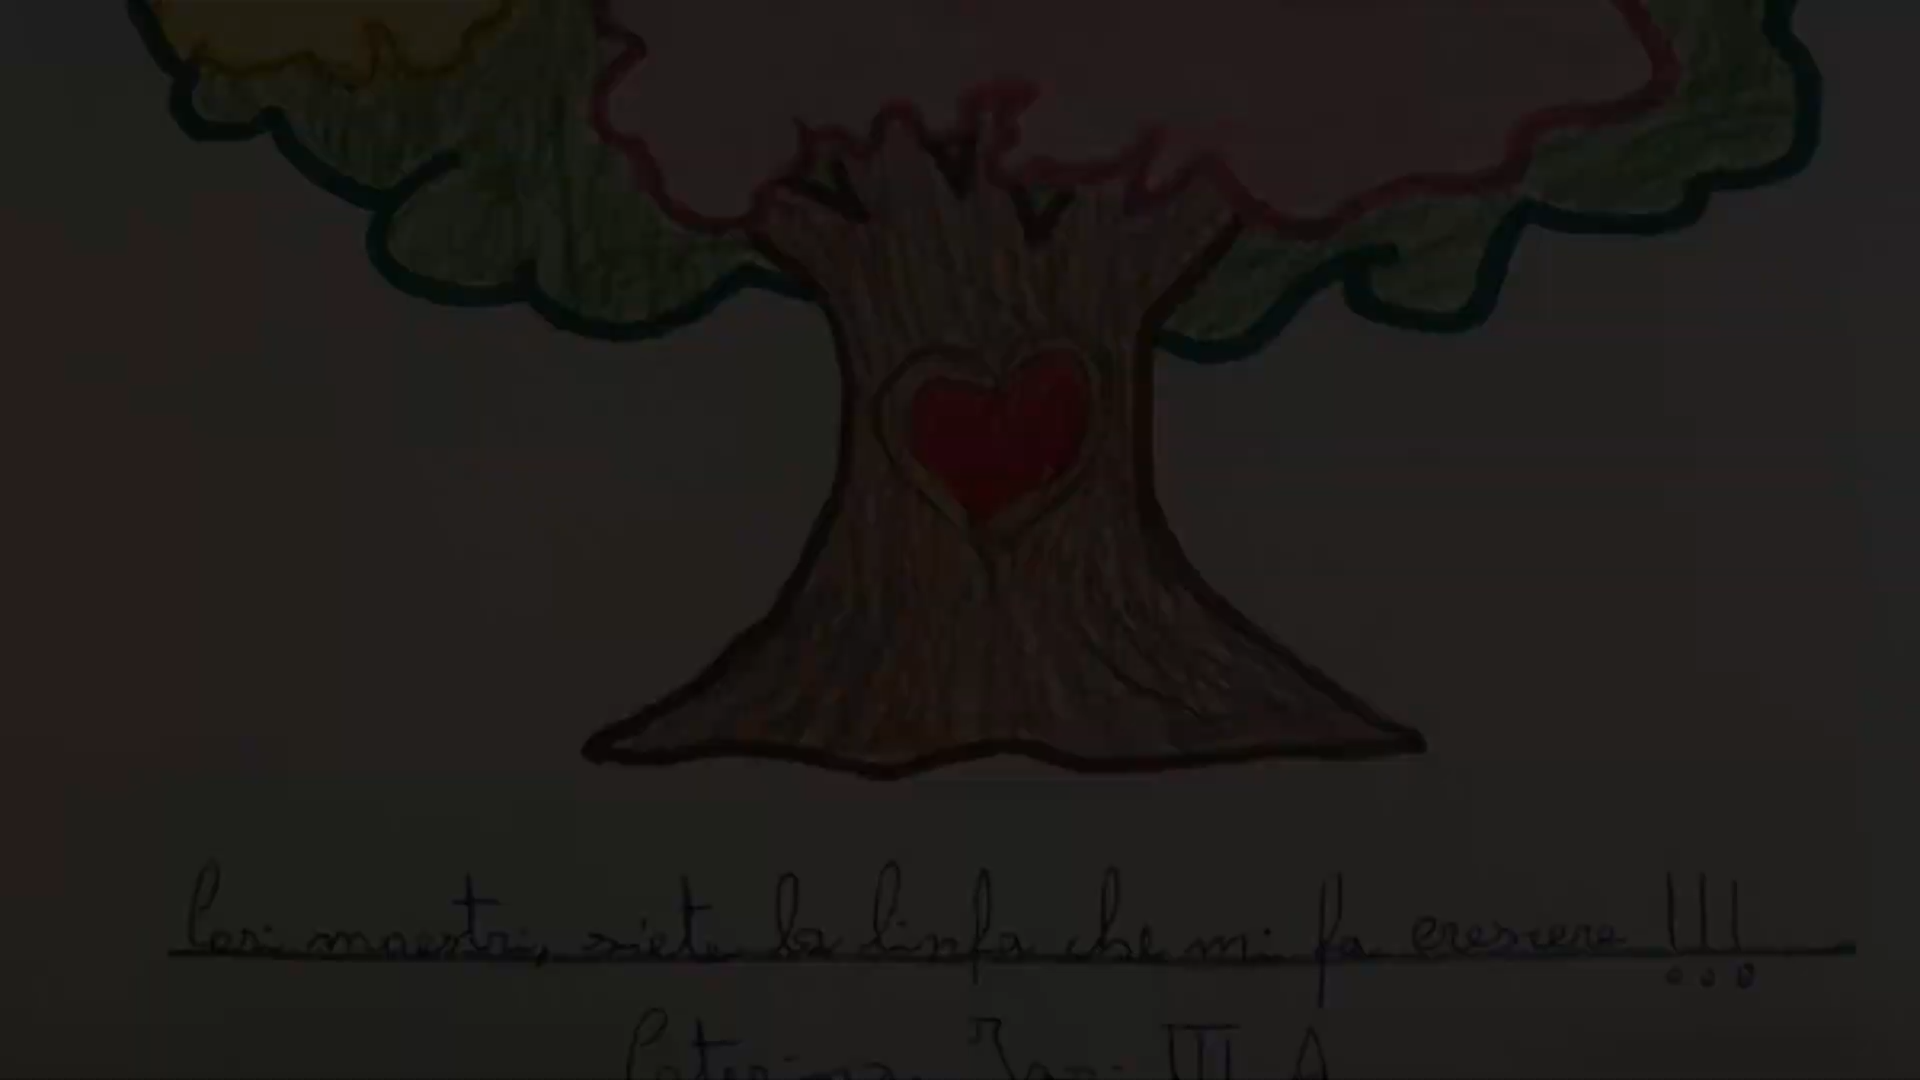 Cari maestri, siete la linfa che mi fa crescere !!!
Caterina III A